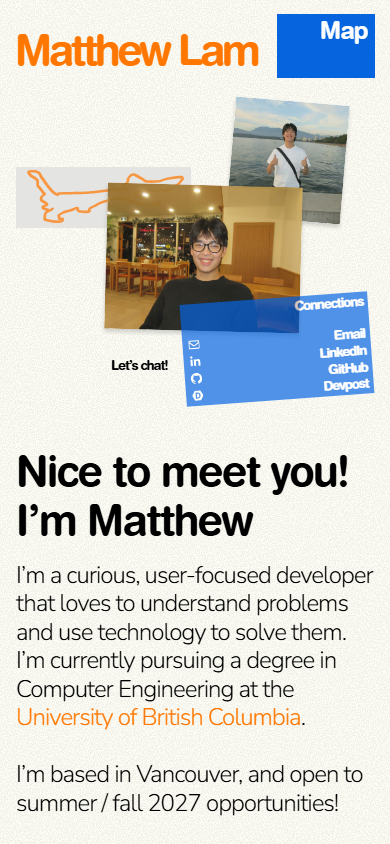 Matthew Lam
Map
Connections
Email
LinkedIn
GitHub
Devpost
Let's chat!
Nice to meet you!
I'm Matthew
I'm a curious, user-focused developer
that loves to understand problems
and use technology to solve them.
I'm currently pursuing a degree in
Computer Engineering at the
University of British Columbia.
I'm based in Vancouver, and open to
summer / fall 2027 opportunities!